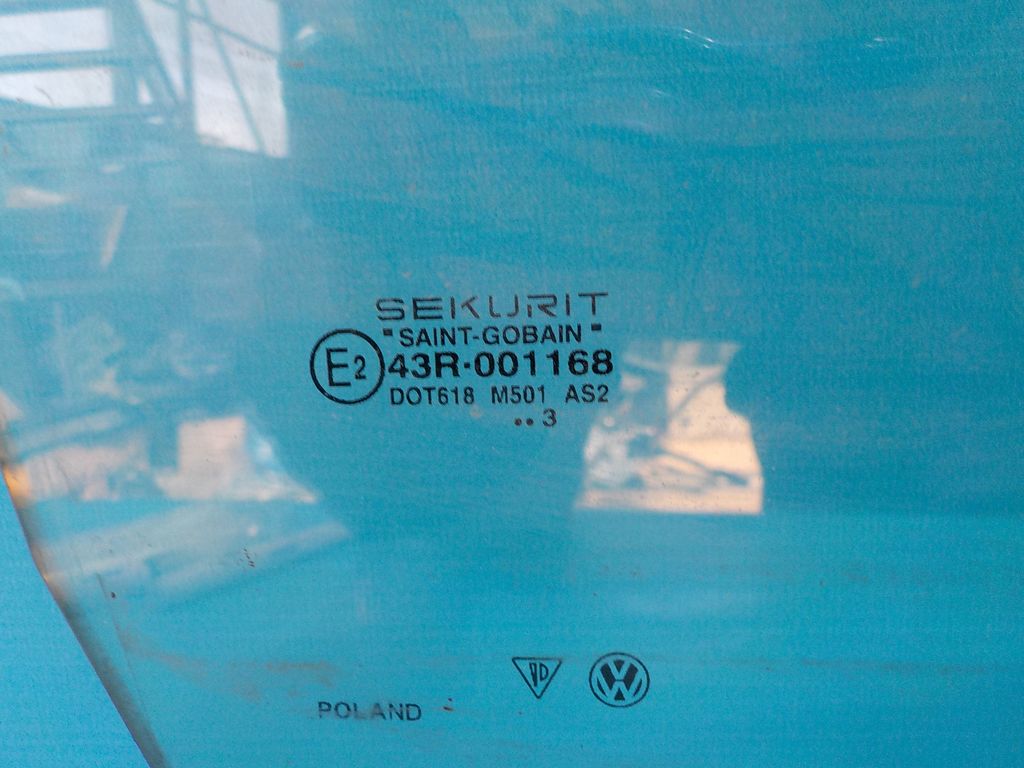 SEKURIT
"SAINT-GOBAIN"
E2 43R·001168
DOT618 M501 AS2
..3
POLAND